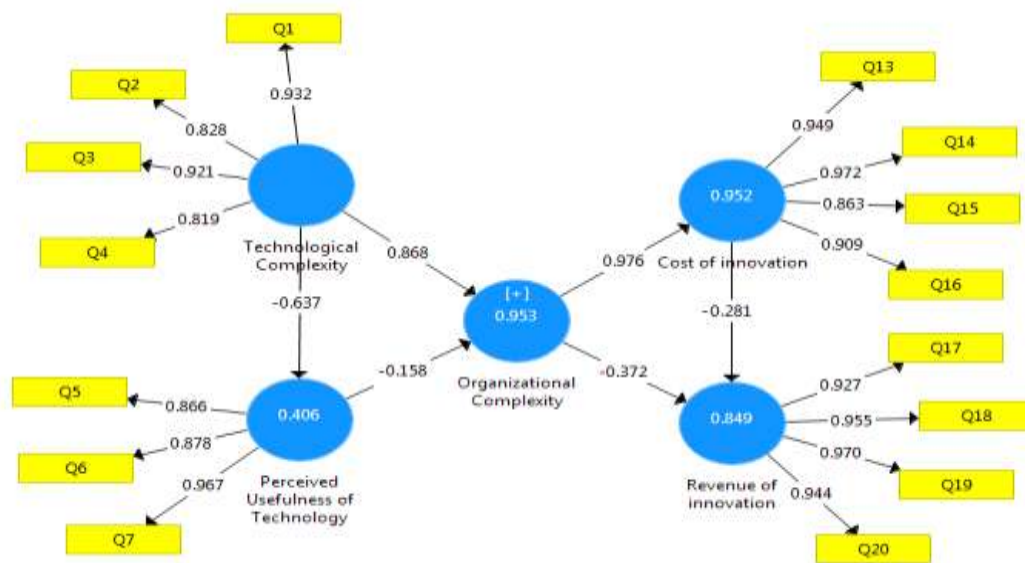 Q1
Q2
Q13
0.932
0.828
0.949
Q14
Q3
0.921
0.972
0.952
0.863
Q15
0.819
0.909
Q4
Technological
Complexity
0.868
0.976
Cost of innovation
Q16
[+]
0.953
-0.637
-0.281
Q17
-0.158
-0.372
Organizational
Complexity
0.927
Q5
0.866
0.406
0.849
0.955
Q18
0.878
0.970
Q6
0.967
Perceived
Usefulness of
Technology
Revenue of
innovation
0.944
Q19
Q7
Q20